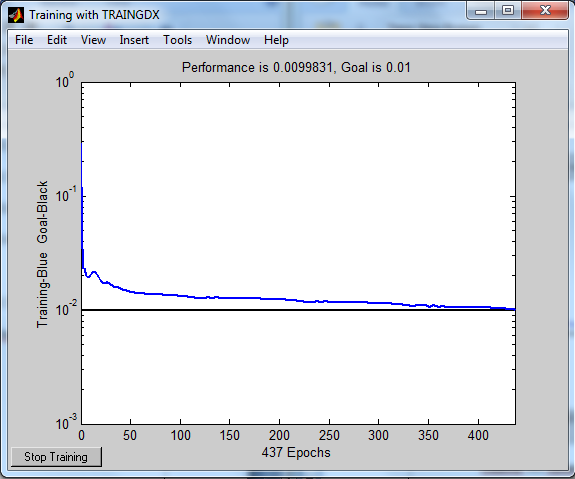 Training with TRAINGDX
File Edit View Insert Tools Window Help
Performance is 0.0099831, Goal is 0.01
Training-Blue Goal-Black
10^0
10^-1
10^-2
10^-3
0 50 100 150 200 250 300 350 400
437 Epochs
Stop Training